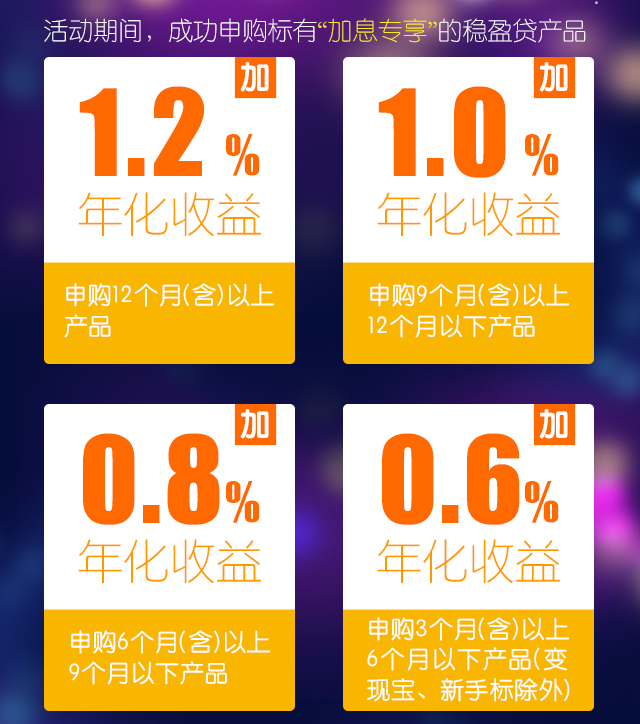 活动期间，成功申购标有“加息专享”的稳盈贷产品
加
1.2%
年化收益
申购12个月(含)以上
产品
加
1.0%
年化收益
申购9个月(含)以上
12个月以下产品
加
0.8%
年化收益
申购6个月(含)以上
9个月以下产品
加
0.6%
年化收益
申购3个月(含)以上
6个月以下产品(变
现宝、新手标除外)